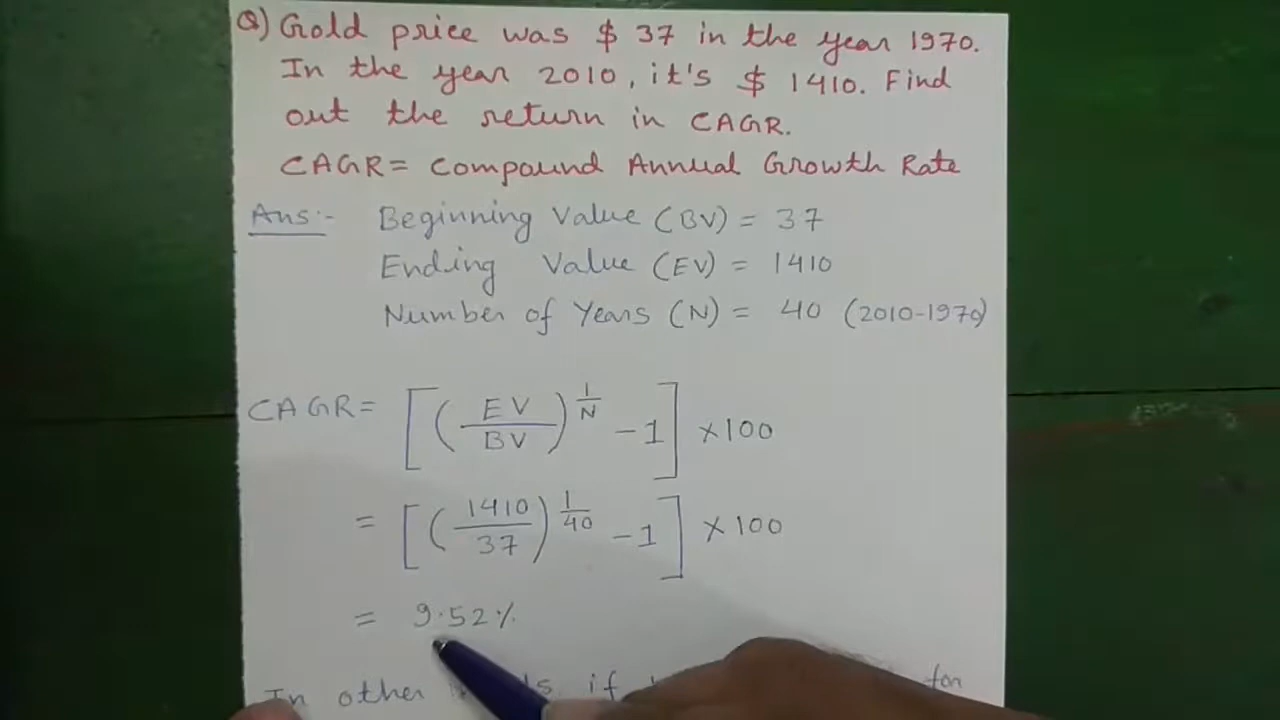 Q) Gold price was $ 37 in the year 1970.
In the year 2010, it's $ 1410. Find
out the return in CAGR.
CAGR = Compound Annual Growth Rate
Ans:- Beginning Value (BV) = 37
Ending Value (EV) = 1410
Number of Years (N) = 40 (2010-1970)
CAGR = [(EV/BV)^1/N - 1] × 100
= [(1410/37)^1/40 - 1] × 100
= 9.52%
In other if for